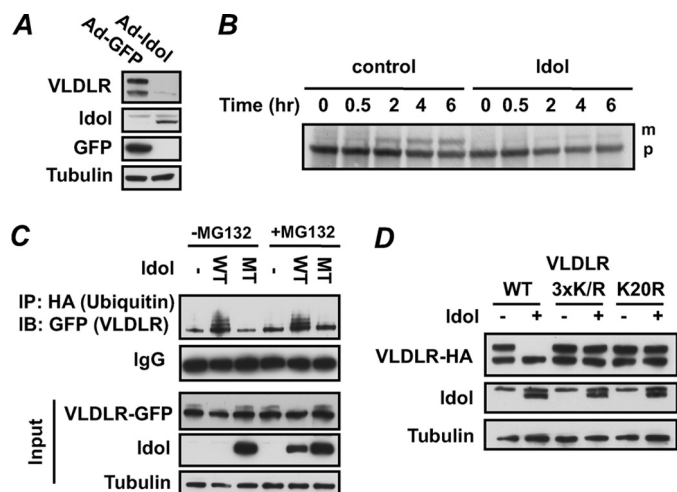 A
Ad-GFP
Ad-Idol
VLDLR
Idol
GFP
Tubulin
B
control Idol
Time (hr) 0 0.5 2 4 6 0 0.5 2 4 6
m
p
C
-MG132 +MG132
Idol - WT MT - WT MT
IP: HA (Ubiquitin)
IB: GFP (VLDLR)
IgG
Input
VLDLR-GFP
Idol
Tubulin
D
VLDLR
WT 3xK/R K20R
Idol - + - + - +
VLDLR-HA
Idol
Tubulin